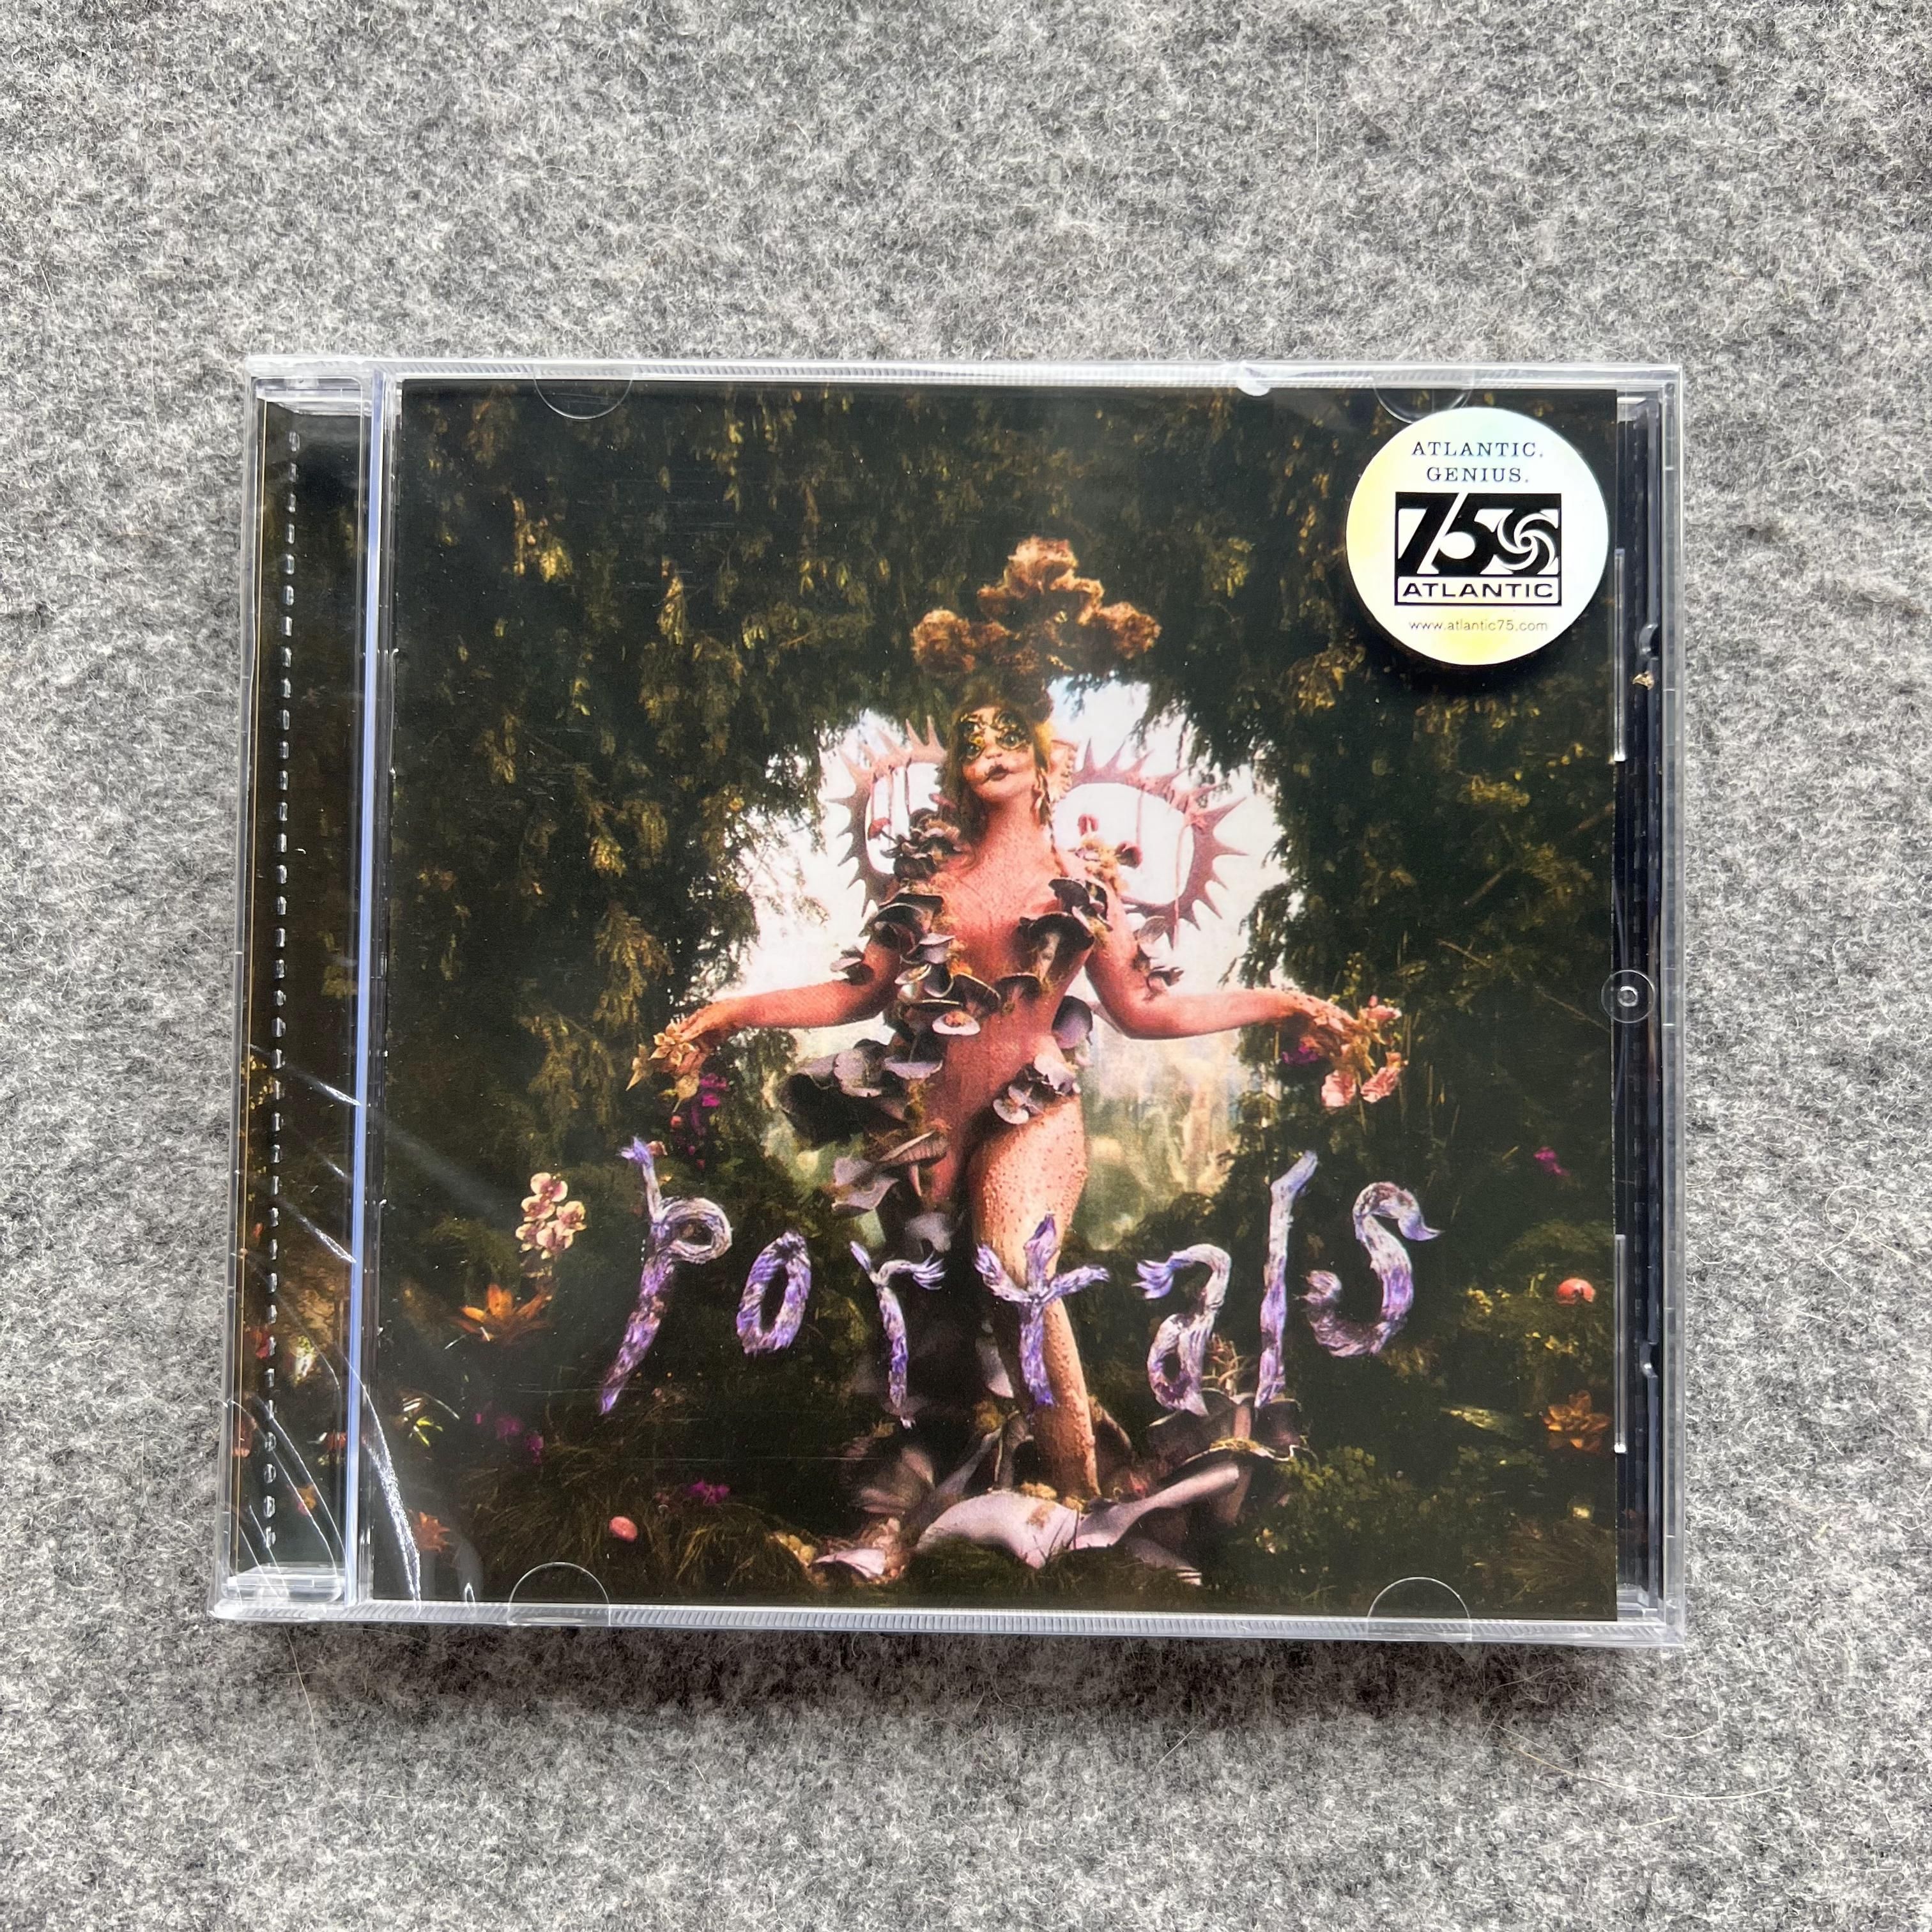 ATLANTIC.
GENIUS.
75
ATLANTIC
www.atlantic75.com
Portals